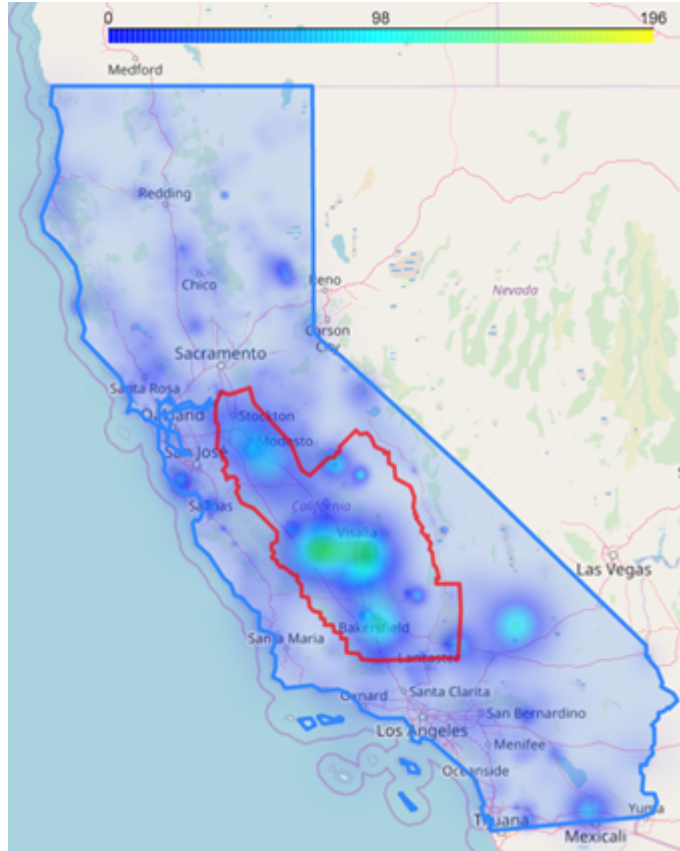 0 98 196
Medford
Redding
Chico
Reno
Nevada
Carson
City
Sacramento
Santa Rosa
Stockton
Oakland
Modesto
San Jose
Salinas
California
Visalia
Las Vegas
Bakersfield
Santa Maria
Lancaster
Oxnard
Santa Clarita
San Bernardino
Los Angeles
Menifee
Oceanside
Yuma
Tijuana
Mexicali